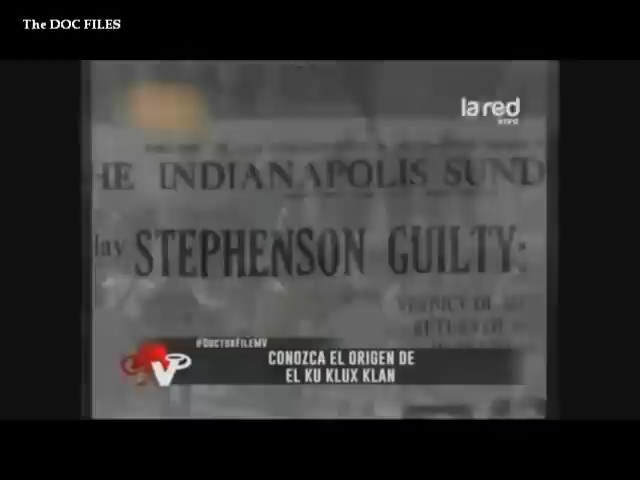 The DOC FILES
la red
HE INDIANAPOLIS SUND
lay STEPHENSON GUILTY:
#DOCTORFILEMV
CONOZCA EL ORIGEN DE
EL KU KLUX KLAN
V